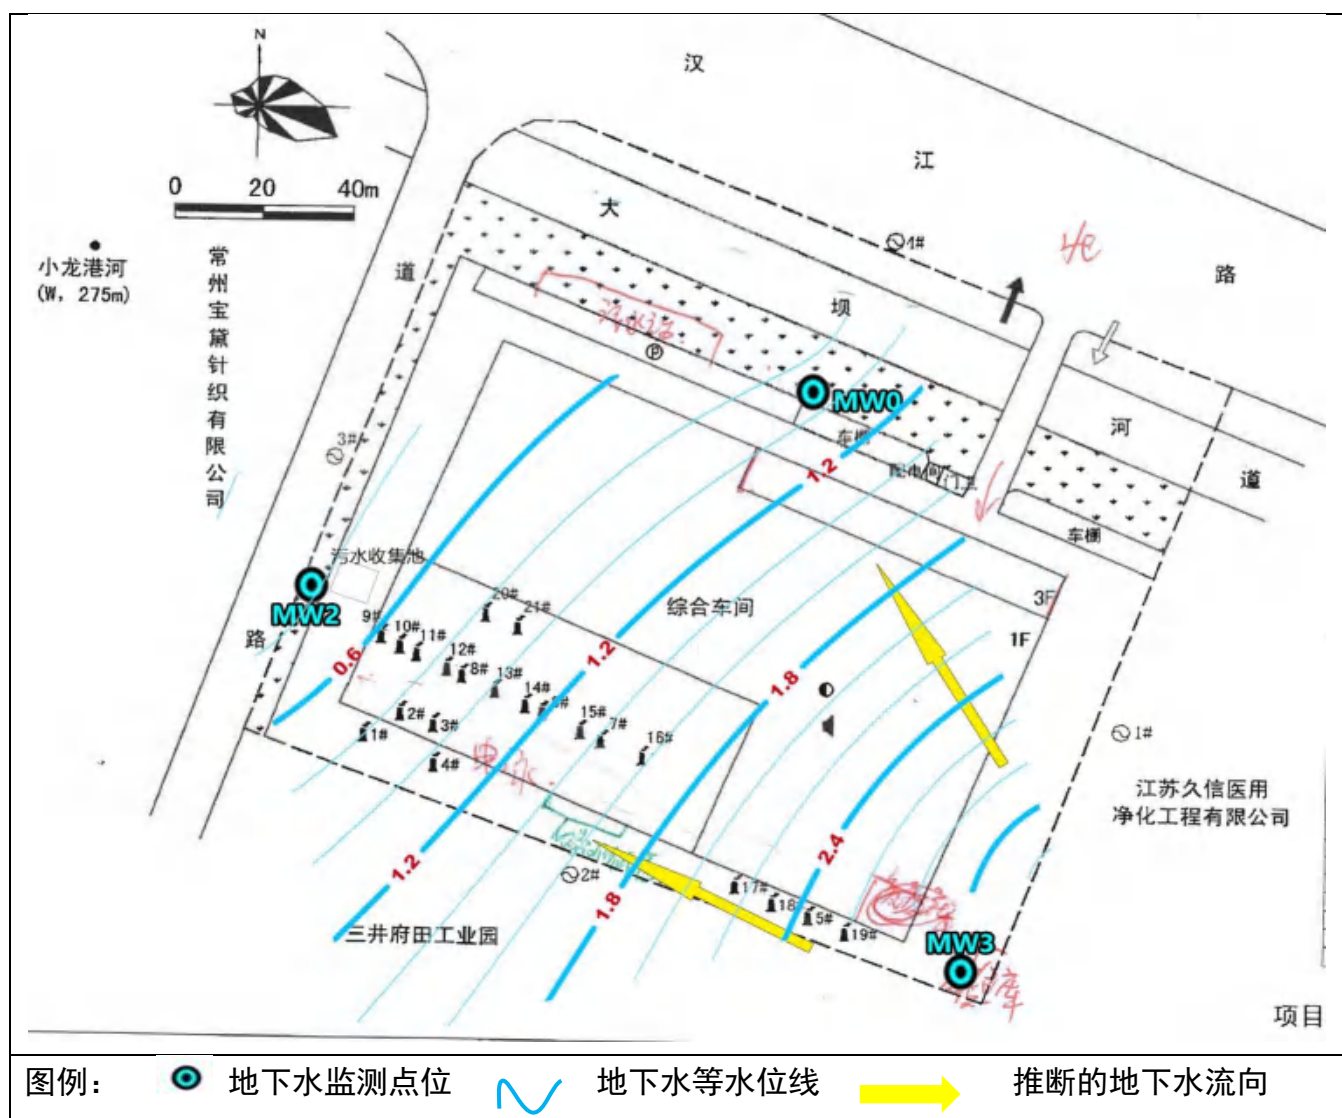 N
0 20 40m
小龙港河
(W, 275m)
常州宝黛针织有限公司
汉
江
路
大
坝
河
道
道
路
4#
1#
2#
3#
P
污水站
MW0
车棚
配电间
门卫
车棚
1.2
3F
1F
综合车间
污水收集池
MW2
0.6
1.2
1.8
1.2
1.8
2.4
20#
21#
9#
10#
11#
12#
8#
13#
14#
15#
7#
16#
2#
3#
1#
4#
17#
18
5#
19#
三井府田工业园
江苏久信医用
净化工程有限公司
MW3
项目
图例：
地下水监测点位
地下水等水位线
推断的地下水流向